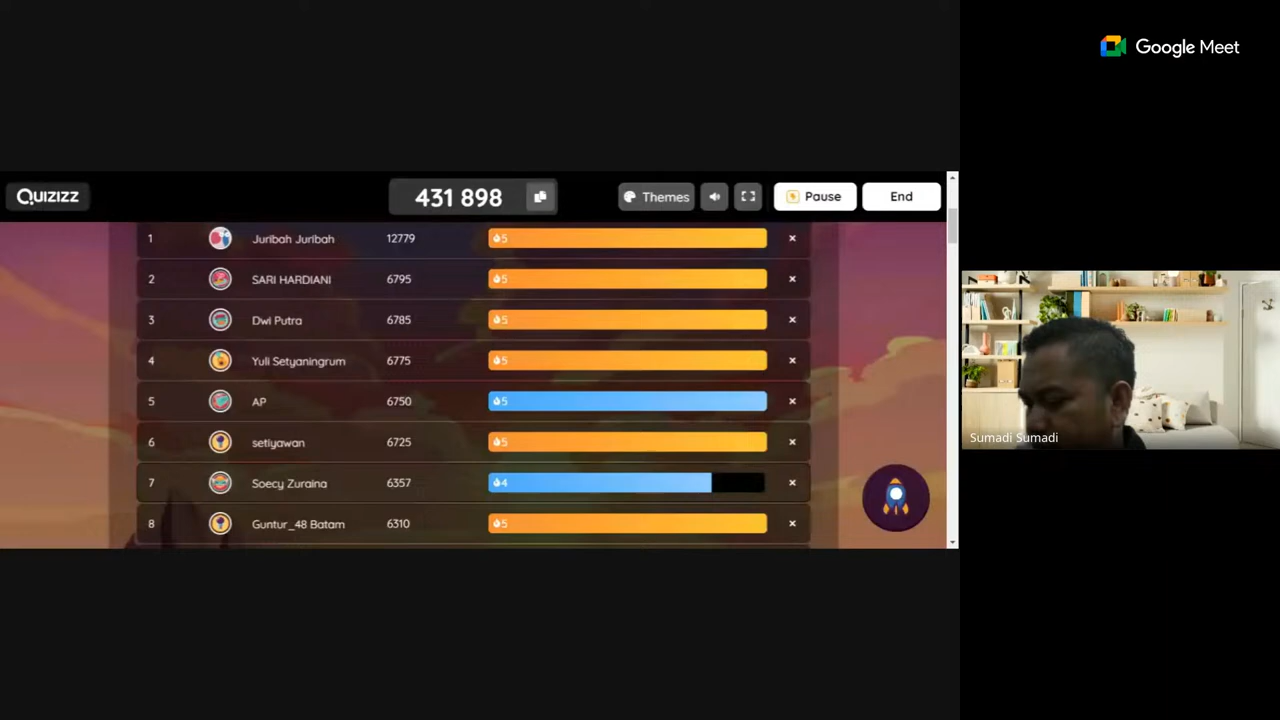 Google Meet
QUIZIZZ
431 898
Themes
Pause
End
1 Juribah Juribah 12779 5 ×
2 SARI HARDIANI 6795 5 ×
3 Dwi Putra 6785 5 ×
4 Yuli Setyaningrum 6775 5 ×
5 AP 6750 5 ×
6 setiyawan 6725 5 ×
7 Soecy Zuraina 6357 4 ×
8 Guntur_48 Batam 6310 5 ×
Sumadi Sumadi